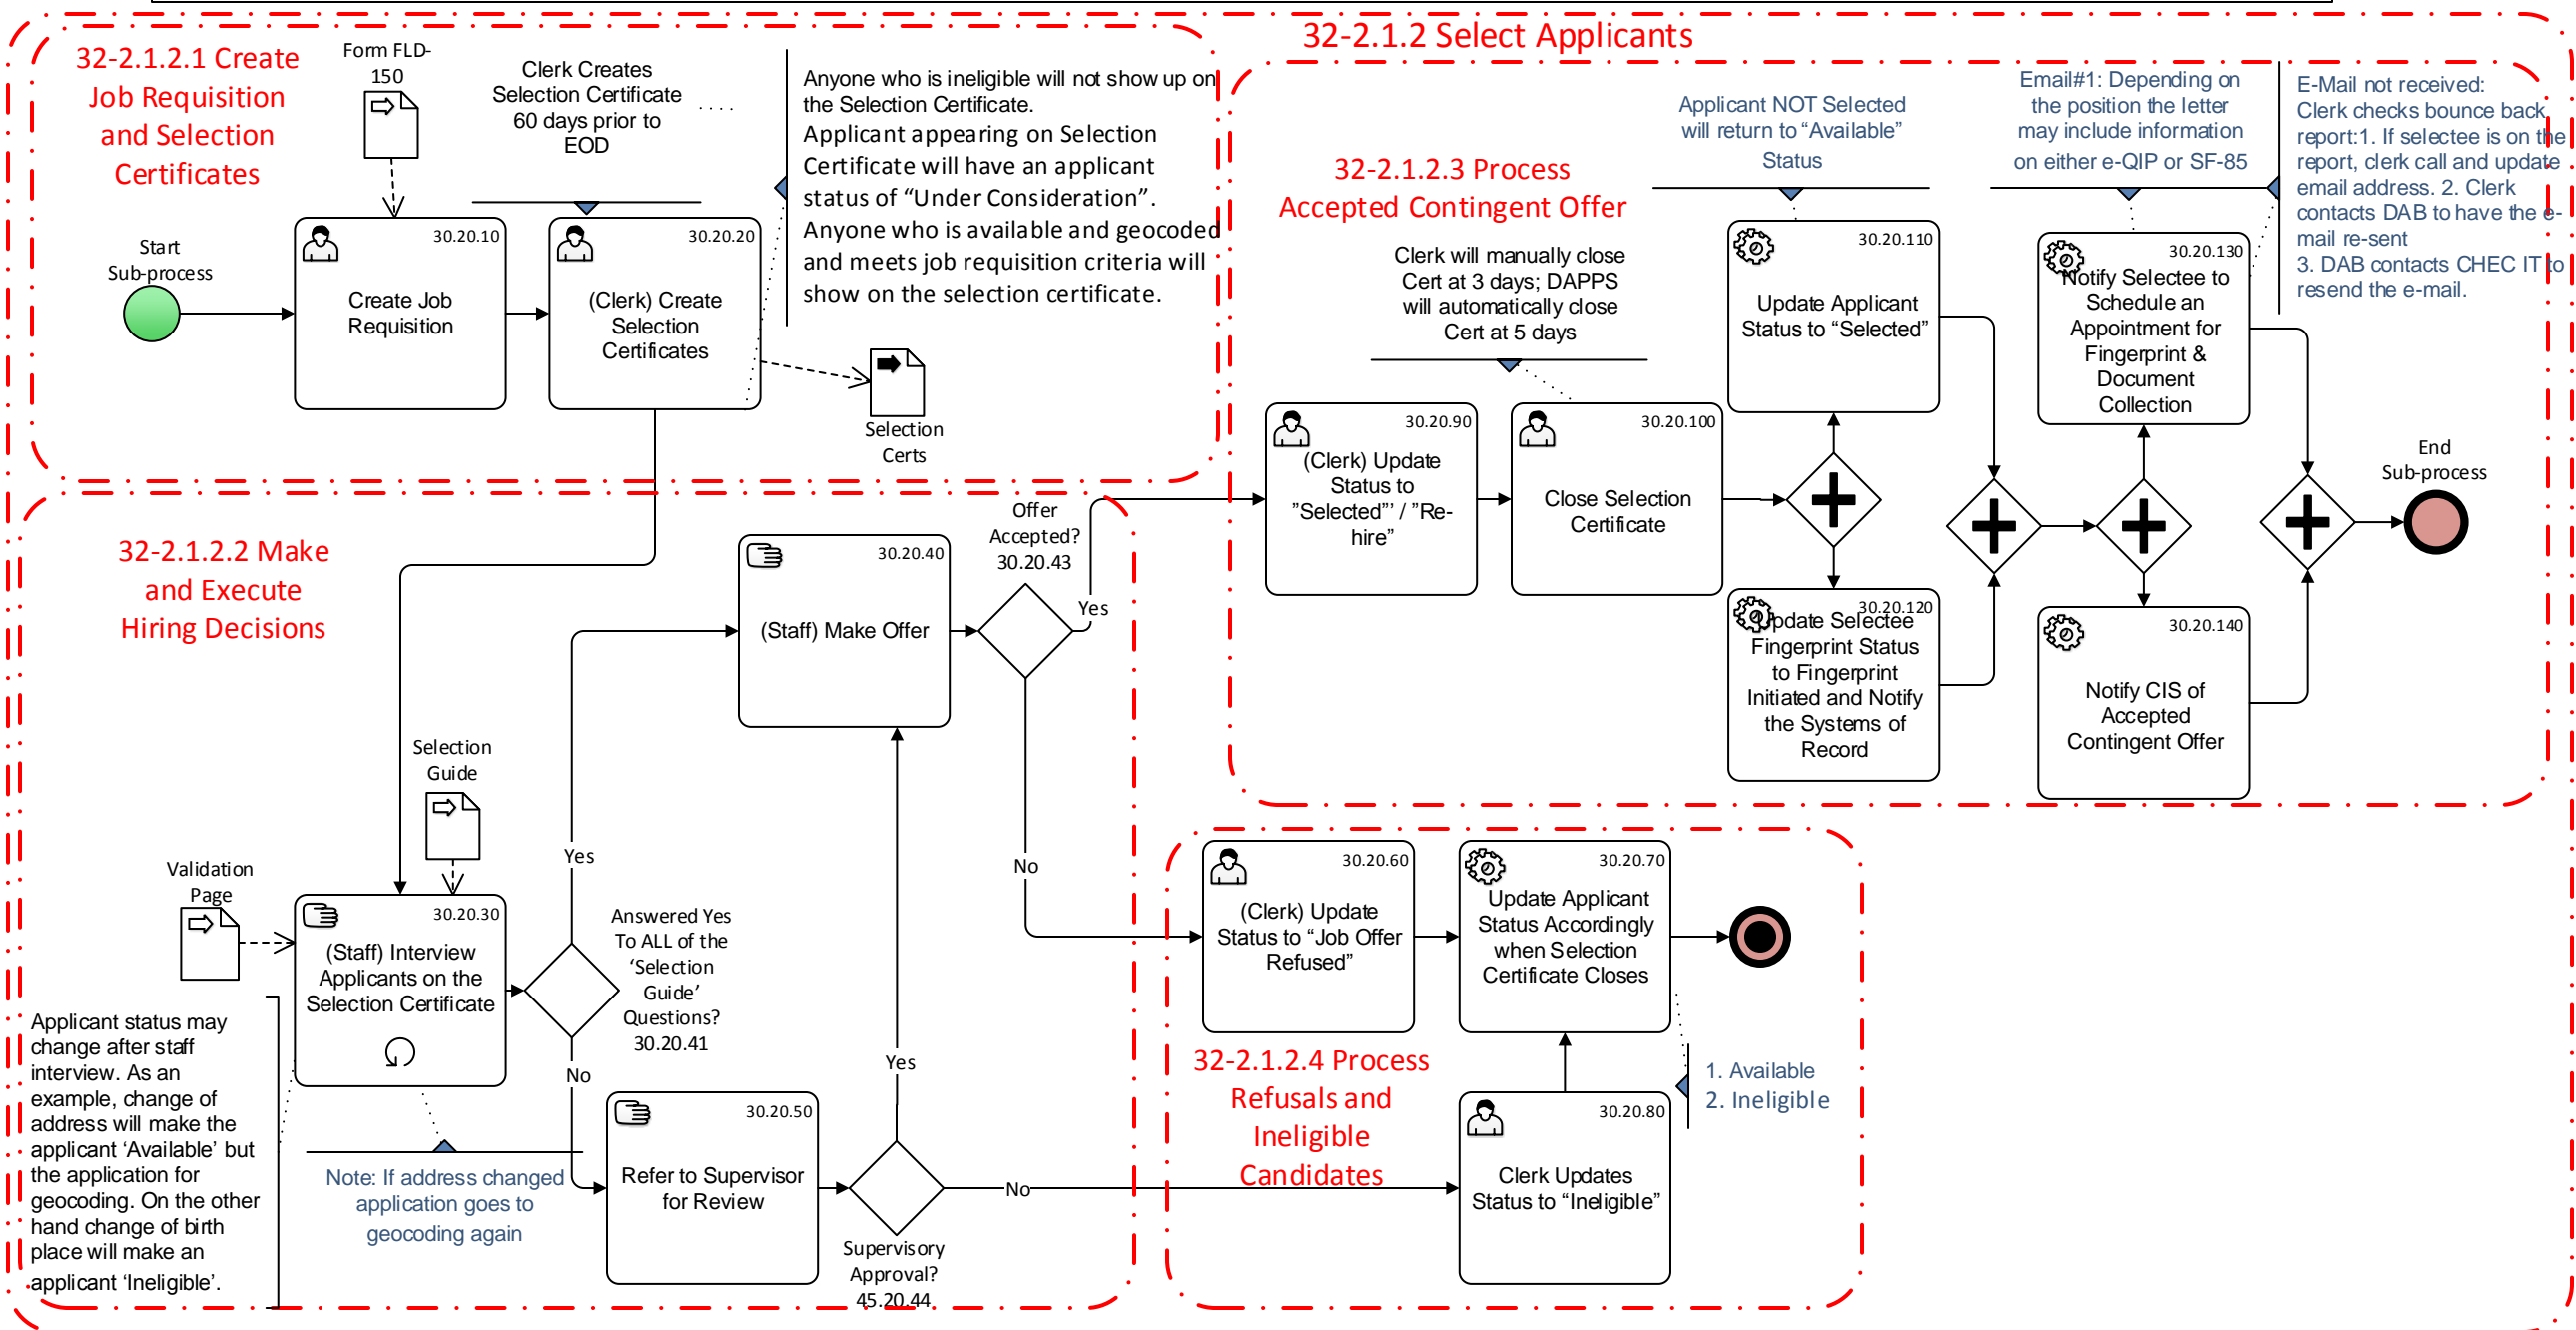 32-2.1.2 Select Applicants
32-2.1.2.1 Create
Job Requisition
and Selection
Certificates
Form FLD-
150
Clerk Creates
Selection Certificate
60 days prior to
EOD
Anyone who is ineligible will not show up on
the Selection Certificate.
Applicant appearing on Selection
Certificate will have an applicant
status of “Under Consideration”.
Anyone who is available and geocoded
and meets job requisition criteria will
show on the selection certificate.
Start
Sub-process
30.20.10
Create Job
Requisition
30.20.20
(Clerk) Create
Selection
Certificates
Selection
Certs
32-2.1.2.3 Process
Accepted Contingent Offer
Applicant NOT Selected
will return to “Available”
Status
Email#1: Depending on
the position the letter
may include information
on either e-QIP or SF-85
E-Mail not received:
Clerk checks bounce back
report:1. If selectee is on the
report, clerk call and update
email address. 2. Clerk
contacts DAB to have the e-
mail re-sent
3. DAB contacts CHEC IT to
resend the e-mail.
Clerk will manually close
Cert at 3 days; DAPPS
will automatically close
Cert at 5 days
30.20.90
(Clerk) Update
Status to
”Selected”’ / ”Re-
hire”
30.20.100
Close Selection
Certificate
30.20.110
Update Applicant
Status to “Selected”
30.20.120
Update Selectee
Fingerprint Status
to Fingerprint
Initiated and Notify
the Systems of
Record
30.20.130
Notify Selectee to
Schedule an
Appointment for
Fingerprint &
Document
Collection
30.20.140
Notify CIS of
Accepted
Contingent Offer
End
Sub-process
32-2.1.2.2 Make
and Execute
Hiring Decisions
30.20.40
(Staff) Make Offer
Offer
Accepted?
30.20.43
Yes
No
Selection
Guide
Validation
Page
30.20.30
(Staff) Interview
Applicants on the
Selection Certificate
Yes
No
Answered Yes
To ALL of the
‘Selection
Guide’
Questions?
30.20.41
Applicant status may
change after staff
interview. As an
example, change of
address will make the
applicant ‘Available’ but
the application for
geocoding. On the other
hand change of birth
place will make an
applicant ‘Ineligible’.
Note: If address changed
application goes to
geocoding again
30.20.50
Refer to Supervisor
for Review
Yes
No
Supervisory
Approval?
45.20.44
30.20.60
(Clerk) Update
Status to “Job Offer
Refused”
30.20.70
Update Applicant
Status Accordingly
when Selection
Certificate Closes
32-2.1.2.4 Process
Refusals and
Ineligible
Candidates
1. Available
2. Ineligible
30.20.80
Clerk Updates
Status to “Ineligible”